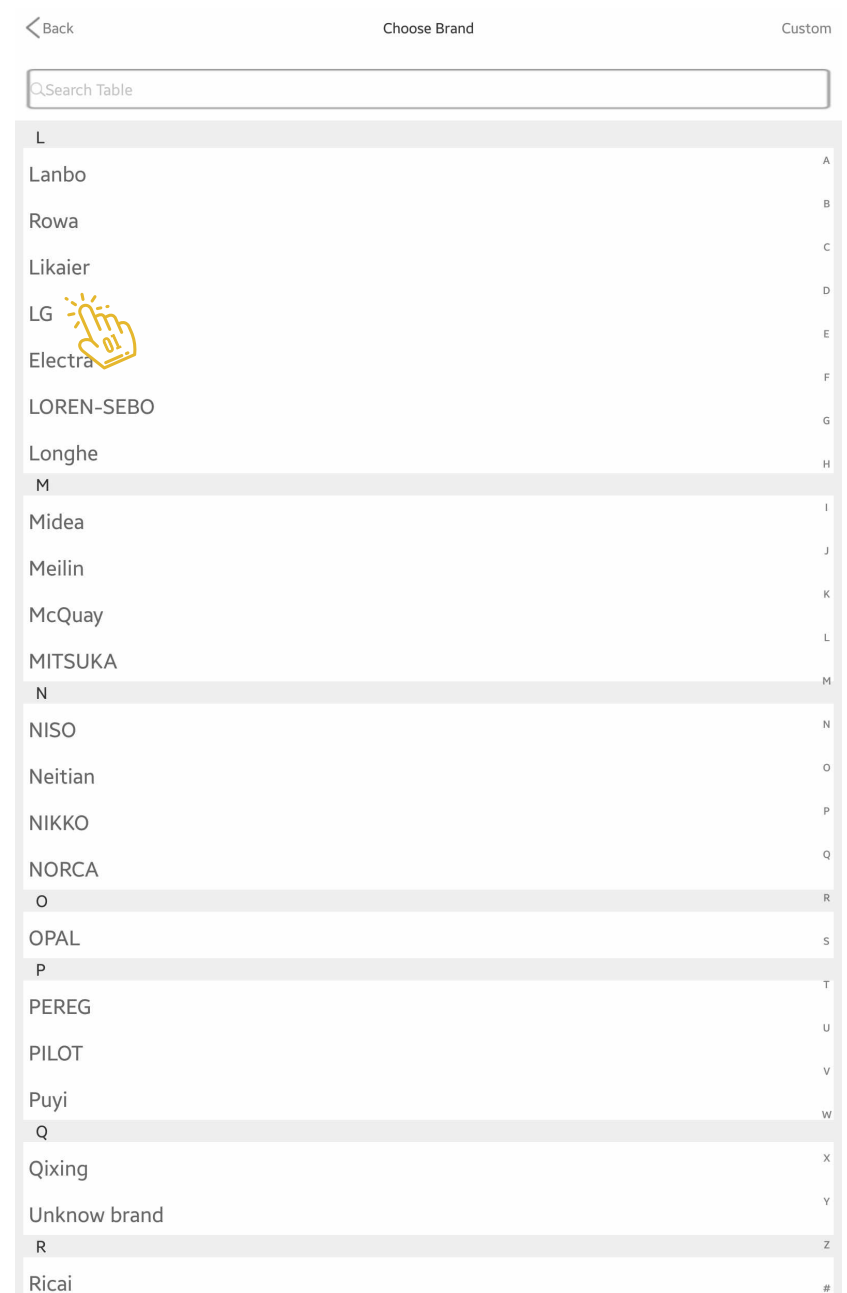 Back
Choose Brand
Custom
Search Table
L
Lanbo
Rowa
Likaier
LG
01
Electra
LOREN-SEBO
Longhe
M
Midea
Meilin
McQuay
MITSUKA
N
NISO
Neitian
NIKKO
NORCA
O
OPAL
P
PEREG
PILOT
Puyi
Q
Qixing
Unknow brand
R
Ricai
A
B
C
D
E
F
G
H
I
J
K
L
M
N
O
P
Q
R
S
T
U
V
W
X
Y
Z
#